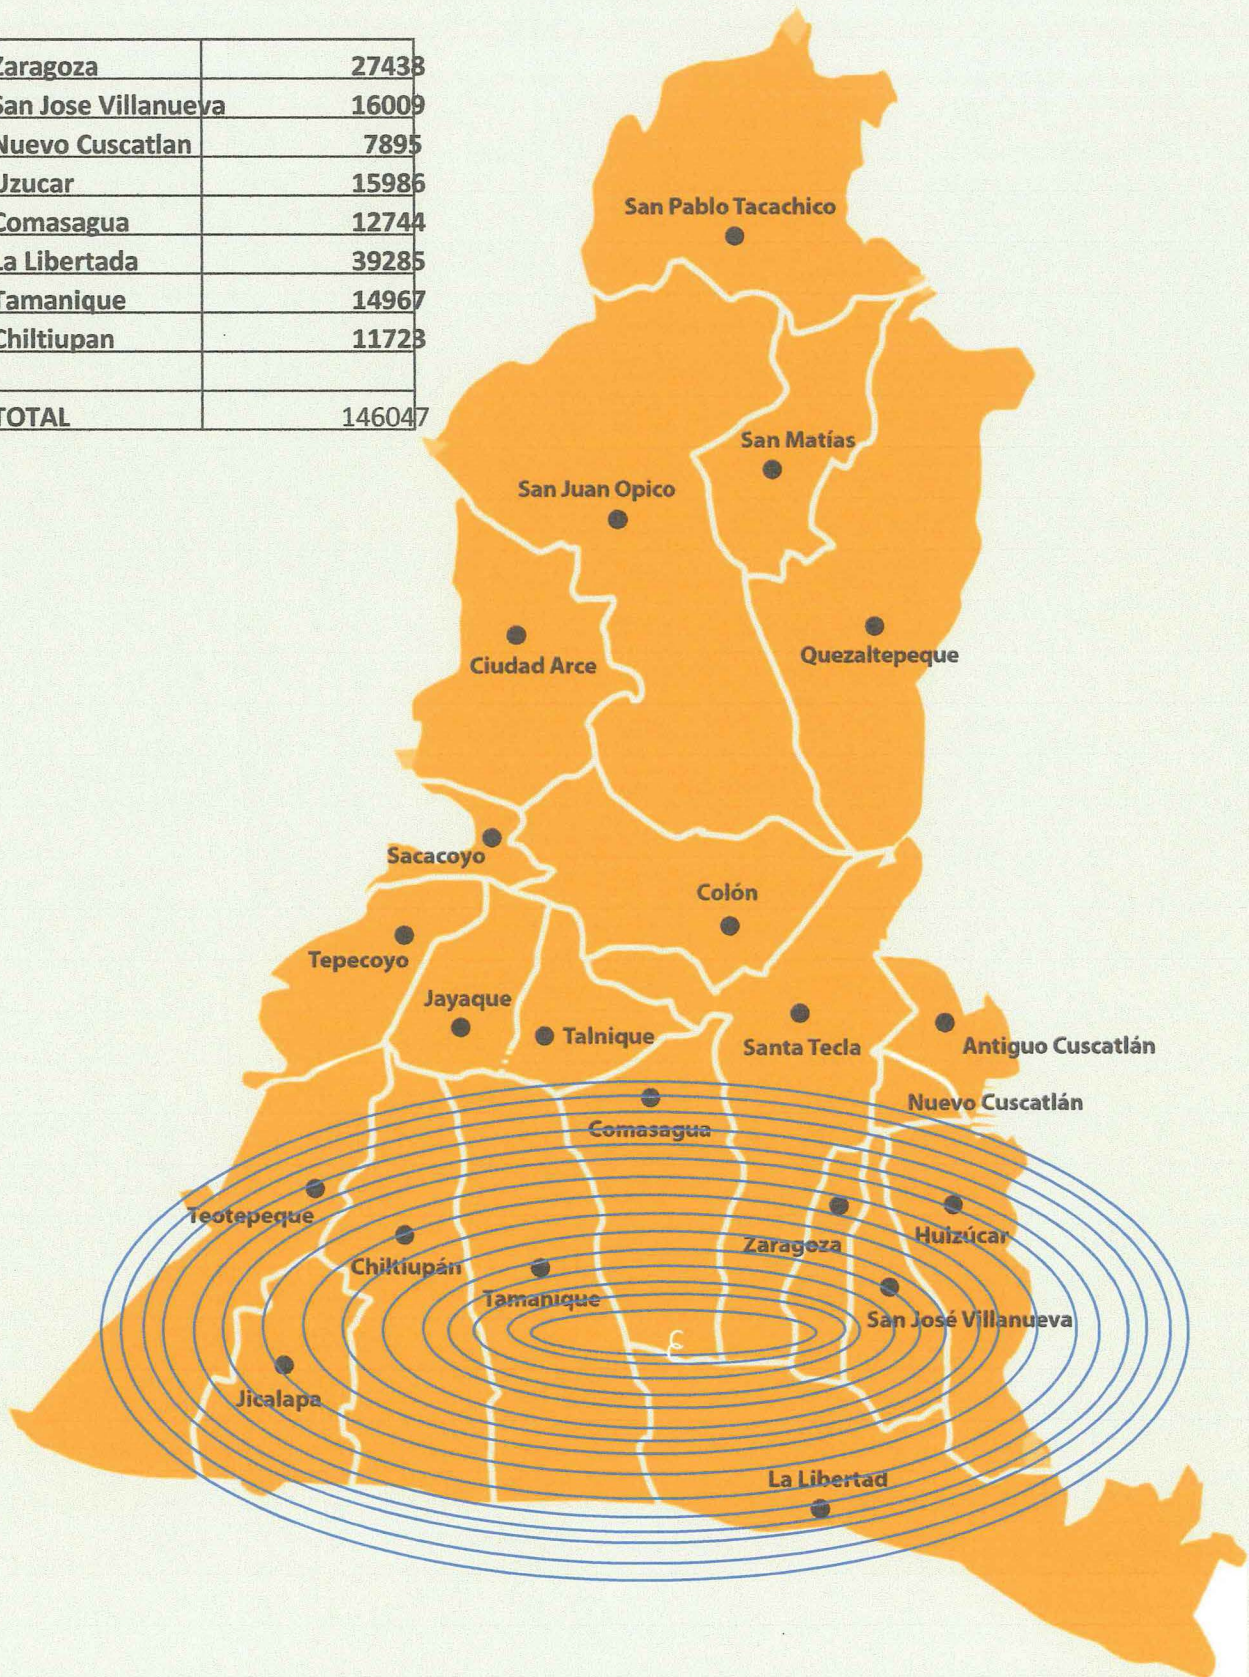 Zaragoza 27438
San Jose Villanueva 16009
Nuevo Cuscatlan 7895
Uzucar 15986
Comasagua 12744
La Libertada 39285
Tamanique 14967
Chiltiupan 11723
TOTAL 146047
San Pablo Tacachico
San Matías
San Juan Opico
Quezaltepeque
Ciudad Arce
Sacacoyo
Colón
Tepecoyo
Jayaque
Talnique
Santa Tecla
Antiguo Cuscatlán
Nuevo Cuscatlán
Comasagua
Teotepeque
Zaragoza
Huizúcar
Chiltiupán
Tamanique
San José Villanueva
Jicalapa
La Libertad